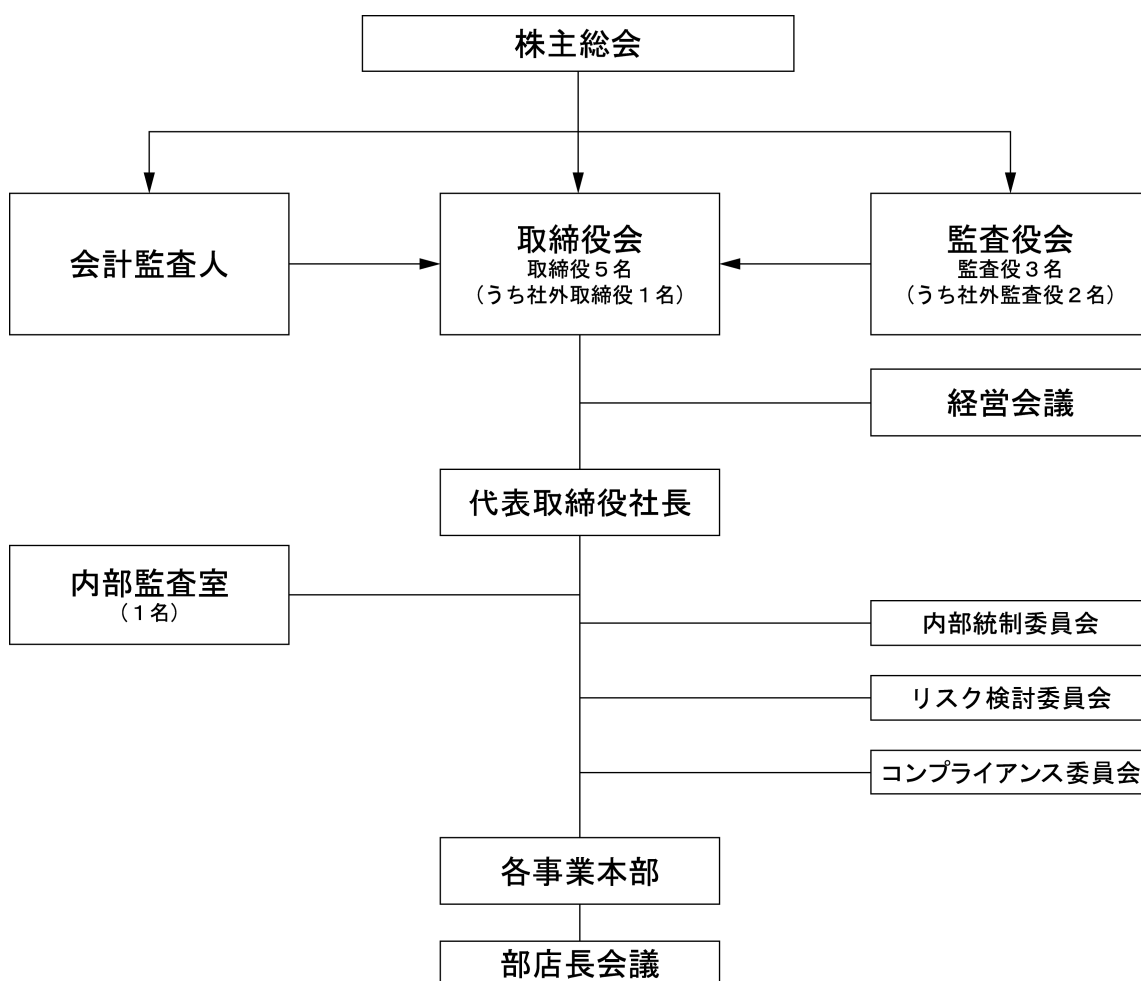 株主総会
会計監査人
取締役会
取締役５名
（うち社外取締役１名）
監査役会
監査役３名
（うち社外監査役２名）
経営会議
代表取締役社長
内部監査室
（１名）
内部統制委員会
リスク検討委員会
コンプライアンス委員会
各事業本部
部店長会議